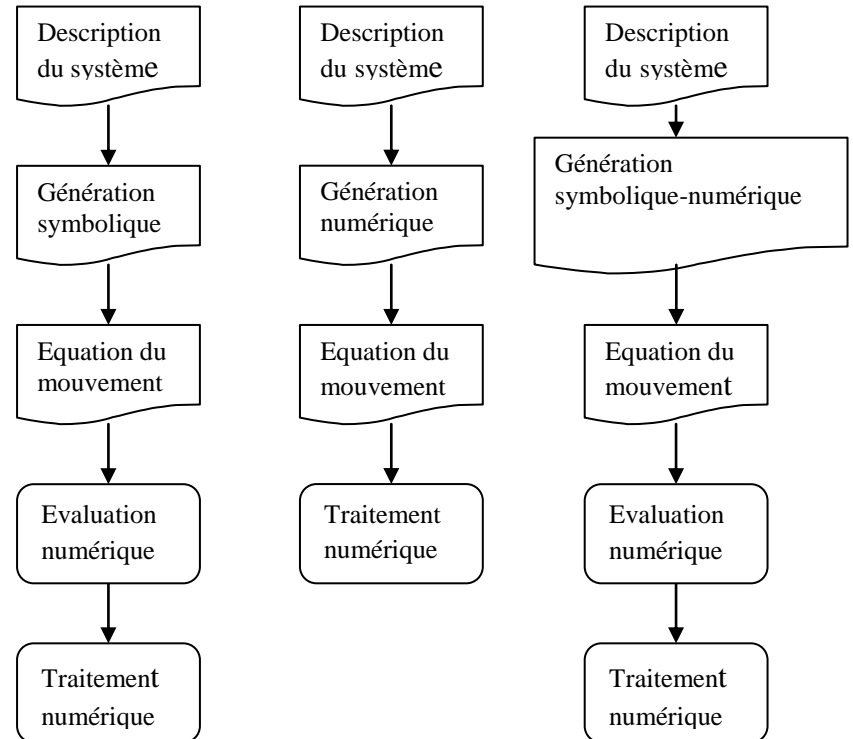 Description
du système
Génération
symbolique
Equation du
mouvement
Evaluation
numérique
Traitement
numérique
Description
du système
Génération
numérique
Equation du
mouvement
Traitement
numérique
Description
du système
Génération
symbolique-numérique
Equation du
mouvement
Evaluation
numérique
Traitement
numérique